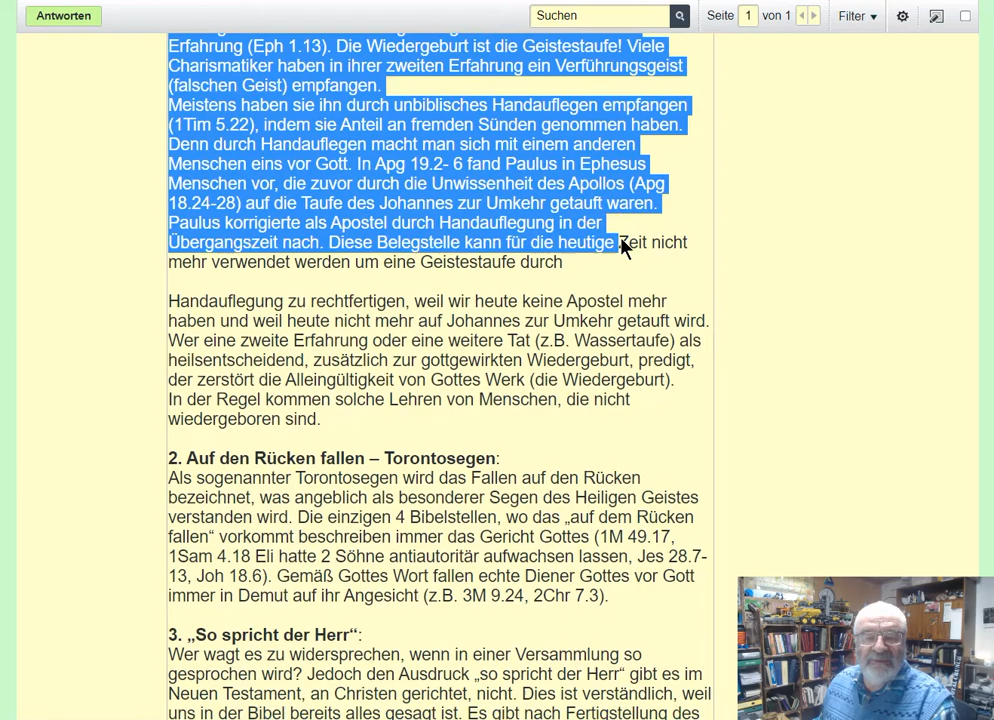 Antworten
Suchen
Seite 1 von 1
Filter
Erfahrung (Eph 1.13). Die Wiedergeburt ist die Geistestaufe! Viele
Charismatiker haben in ihrer zweiten Erfahrung ein Verführungsgeist
(falschen Geist) empfangen.
Meistens haben sie ihn durch unbiblisches Handauflegen empfangen
(1Tim 5.22), indem sie Anteil an fremden Sünden genommen haben.
Denn durch Handauflegen macht man sich mit einem anderen
Menschen eins vor Gott. In Apg 19.2- 6 fand Paulus in Ephesus
Menschen vor, die zuvor durch die Unwissenheit des Apollos (Apg
18.24-28) auf die Taufe des Johannes zur Umkehr getauft waren.
Paulus korrigierte als Apostel durch Handauflegung in der
Übergangszeit nach. Diese Belegstelle kann für die heutige Zeit nicht
mehr verwendet werden um eine Geistestaufe durch
Handauflegung zu rechtfertigen, weil wir heute keine Apostel mehr
haben und weil heute nicht mehr auf Johannes zur Umkehr getauft wird.
Wer eine zweite Erfahrung oder eine weitere Tat (z.B. Wassertaufe) als
heilsentscheidend, zusätzlich zur gottgewirkten Wiedergeburt, predigt,
der zerstört die Alleingültigkeit von Gottes Werk (die Wiedergeburt).
In der Regel kommen solche Lehren von Menschen, die nicht
wiedergeboren sind.
2. Auf den Rücken fallen – Torontosegen:
Als sogenannter Torontosegen wird das Fallen auf den Rücken
bezeichnet, was angeblich als besonderer Segen des Heiligen Geistes
verstanden wird. Die einzigen 4 Bibelstellen, wo das „auf dem Rücken
fallen“ vorkommt beschreiben immer das Gericht Gottes (1M 49.17,
1Sam 4.18 Eli hatte 2 Söhne antiautoritär aufwachsen lassen, Jes 28.7-
13, Joh 18.6). Gemäß Gottes Wort fallen echte Diener Gottes vor Gott
immer in Demut auf ihr Angesicht (z.B. 3M 9.24, 2Chr 7.3).
3. „So spricht der Herr“:
Wer wagt es zu widersprechen, wenn in einer Versammlung so
gesprochen wird? Jedoch den Ausdruck „so spricht der Herr“ gibt es im
Neuen Testament, an Christen gerichtet, nicht. Dies ist verständlich, weil
uns in der Bibel bereits alles gesagt ist. Es gibt nach Fertigstellung des